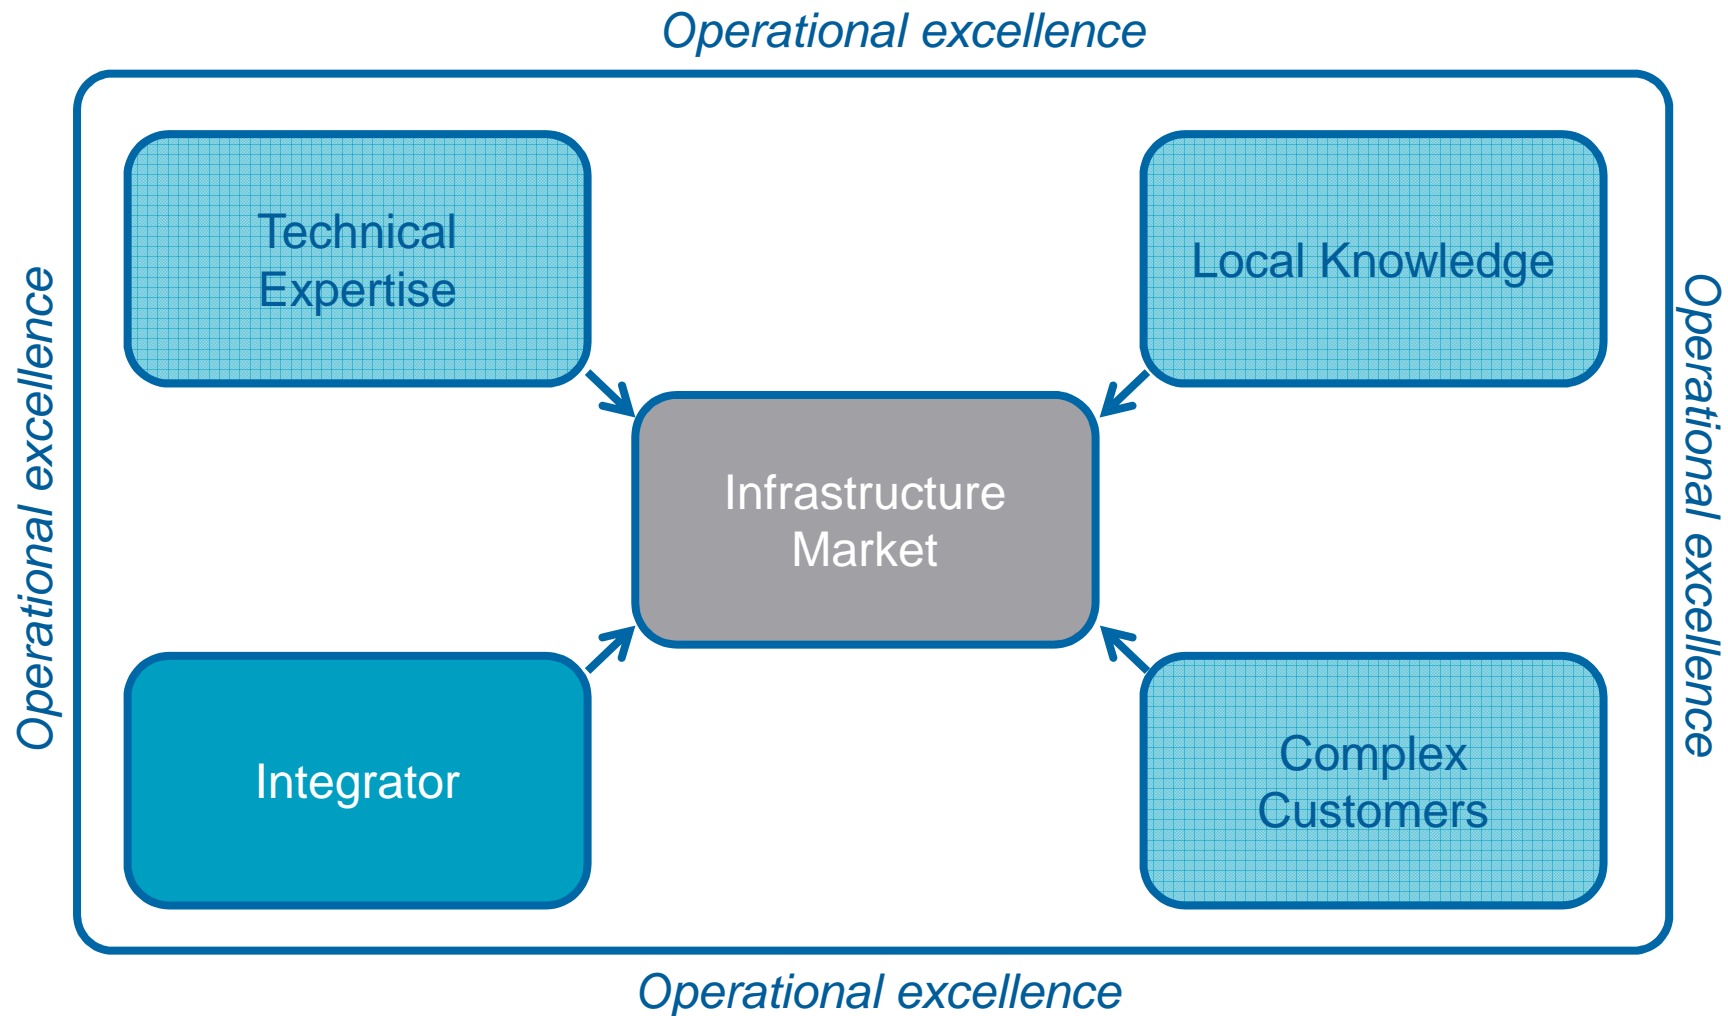 Operational excellence
Technical
Expertise
Local Knowledge
Operational excellence
Operational excellence
Infrastructure
Market
Integrator
Complex
Customers
Operational excellence